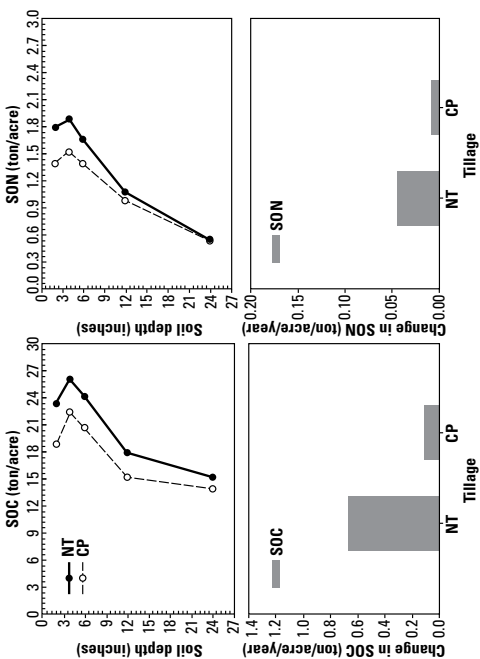 SOC (ton/acre)
0 3 6 9 12 15 18 21 24 27 30
0
3
6
9
12
15
18
21
24
27
Soil depth (inches)
NT
CP
SON (ton/acre)
0.0 0.3 0.6 0.9 1.2 1.5 1.8 2.1 2.4 2.7 3.0
0
3
6
9
12
15
18
21
24
27
Soil depth (inches)
1.4
1.2
1.0
0.8
0.6
0.4
0.2
0.0
Change in SOC (ton/acre/year)
SOC
NT CP
Tillage
0.20
0.15
0.10
0.05
0.00
Change in SON (ton/acre/year)
SON
NT CP
Tillage